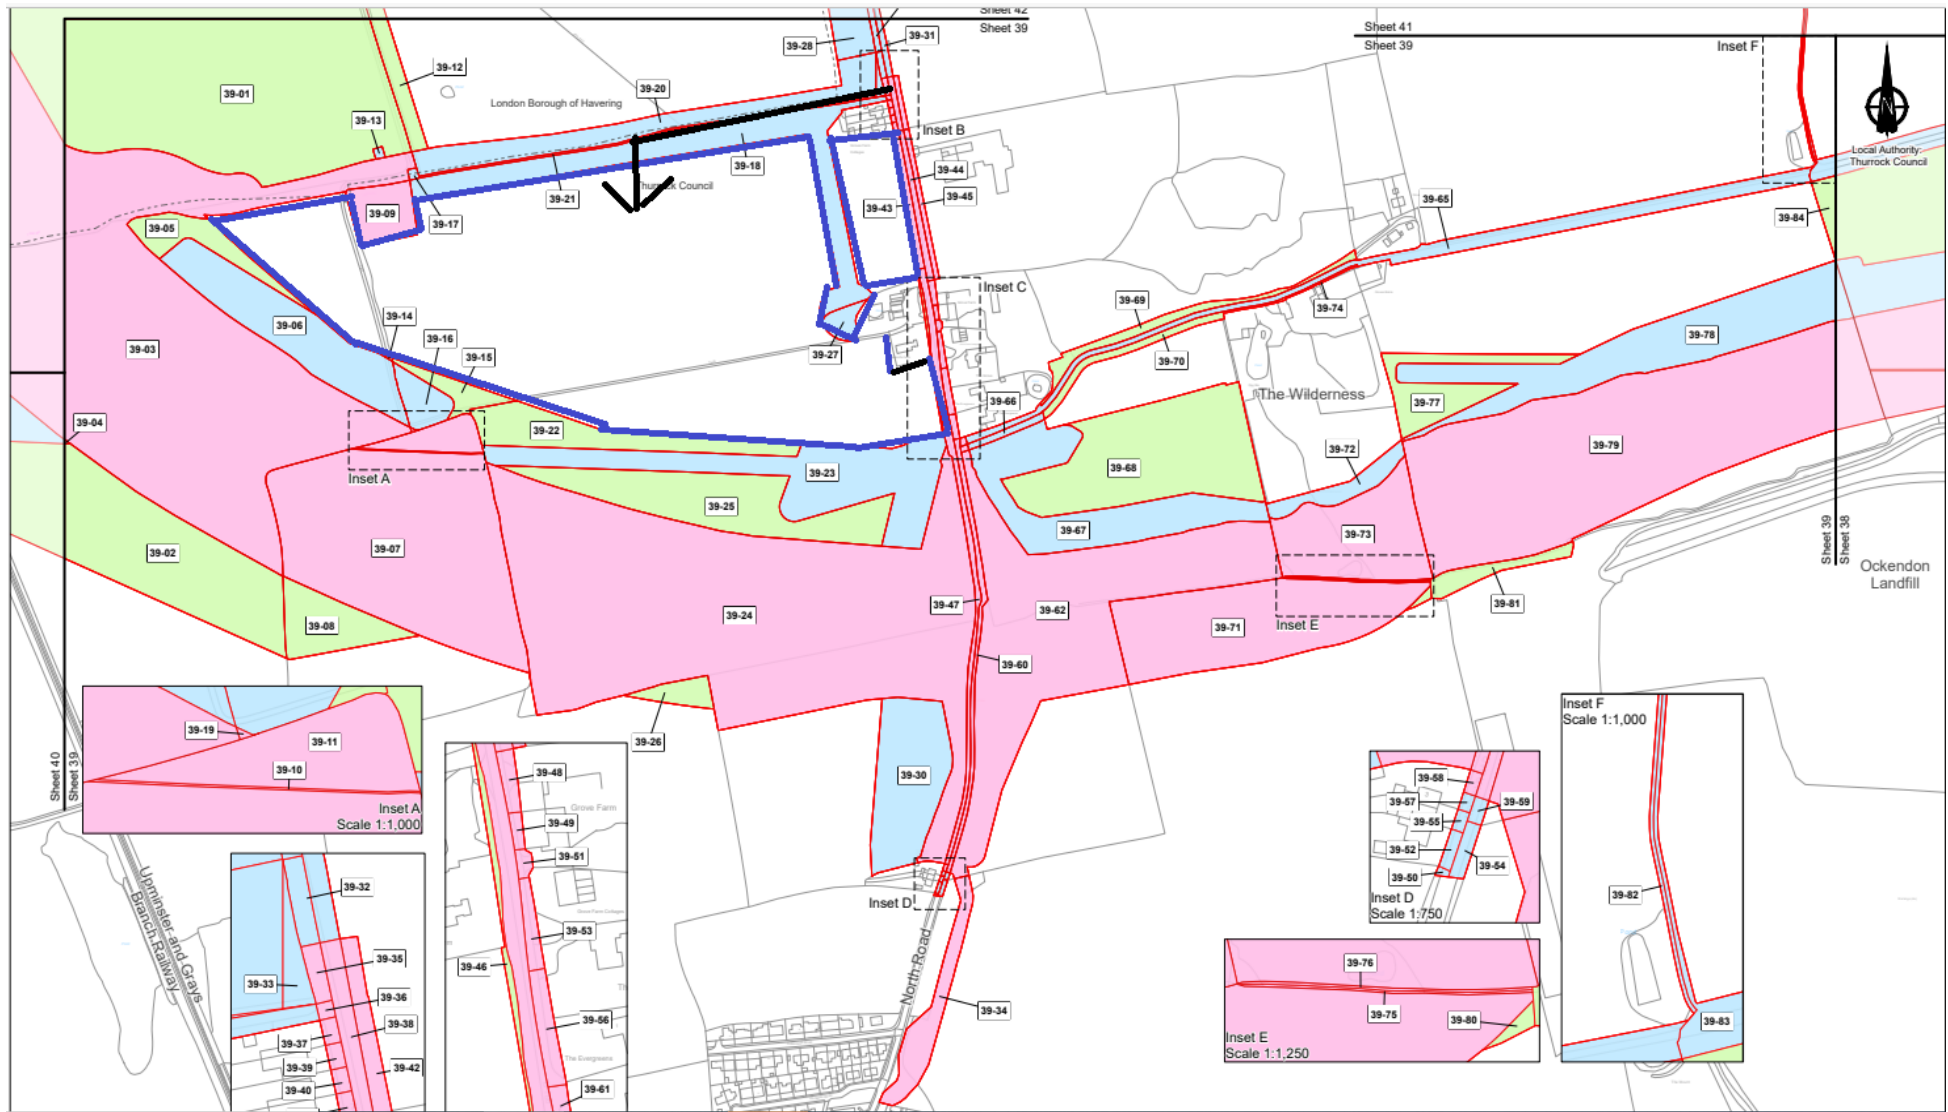 Sheet 42
Sheet 39
Sheet 41
Sheet 39
Inset F
39-31
39-28
39-12
39-01
39-20
London Borough of Havering
39-13
Inset B
39-18
Local Authority:
Thurrock Council
Thurrock Council
39-44
39-45
39-21
39-09
39-43
39-65
39-84
39-17
39-05
Inset C
39-69
39-74
39-14
39-06
39-16
39-78
39-03
39-15
39-27
39-70
The Wilderness
39-66
39-77
39-04
39-22
39-79
39-72
39-23
39-68
Inset A
39-25
39-67
39-73
39-02
39-07
Sheet 39
Sheet 38
Ockendon
Landfill
39-47
39-62
39-81
39-24
39-08
39-71
Inset E
39-60
39-26
Sheet 40
Sheet 39
39-19
39-11
39-10
Inset A
Scale 1:1,000
39-30
Inset D
North Road
39-34
Upminster and Grays
Branch Railway
39-48
Grove Farm
39-49
39-51
Grove Farm Cottages
39-53
39-46
39-56
The Evergreens
39-61
39-32
39-35
39-33
39-36
39-38
39-37
39-39
39-42
39-40
39-58
39-57
39-59
39-55
39-52
39-54
39-50
Inset D
Scale 1:750
39-76
39-75
39-80
Inset E
Scale 1:1,250
Inset F
Scale 1:1,000
39-82
39-83